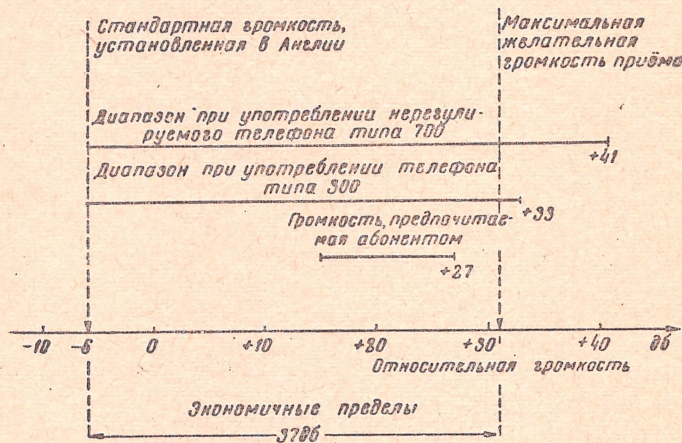 Стандартная громкость,
установленная в Англии
Максимальная
желательная
громкость приёма
Диапазон при употреблении нерегули-
руемого телефона типа 700
+41
Диапазон при употреблении телефона
типа 300
+33
Громкость, предпочитае-
мая абонентом
+27
-10 -6 0 +10 +20 +30 +40 дб
Относительная громкость
Экономичные пределы
37дб